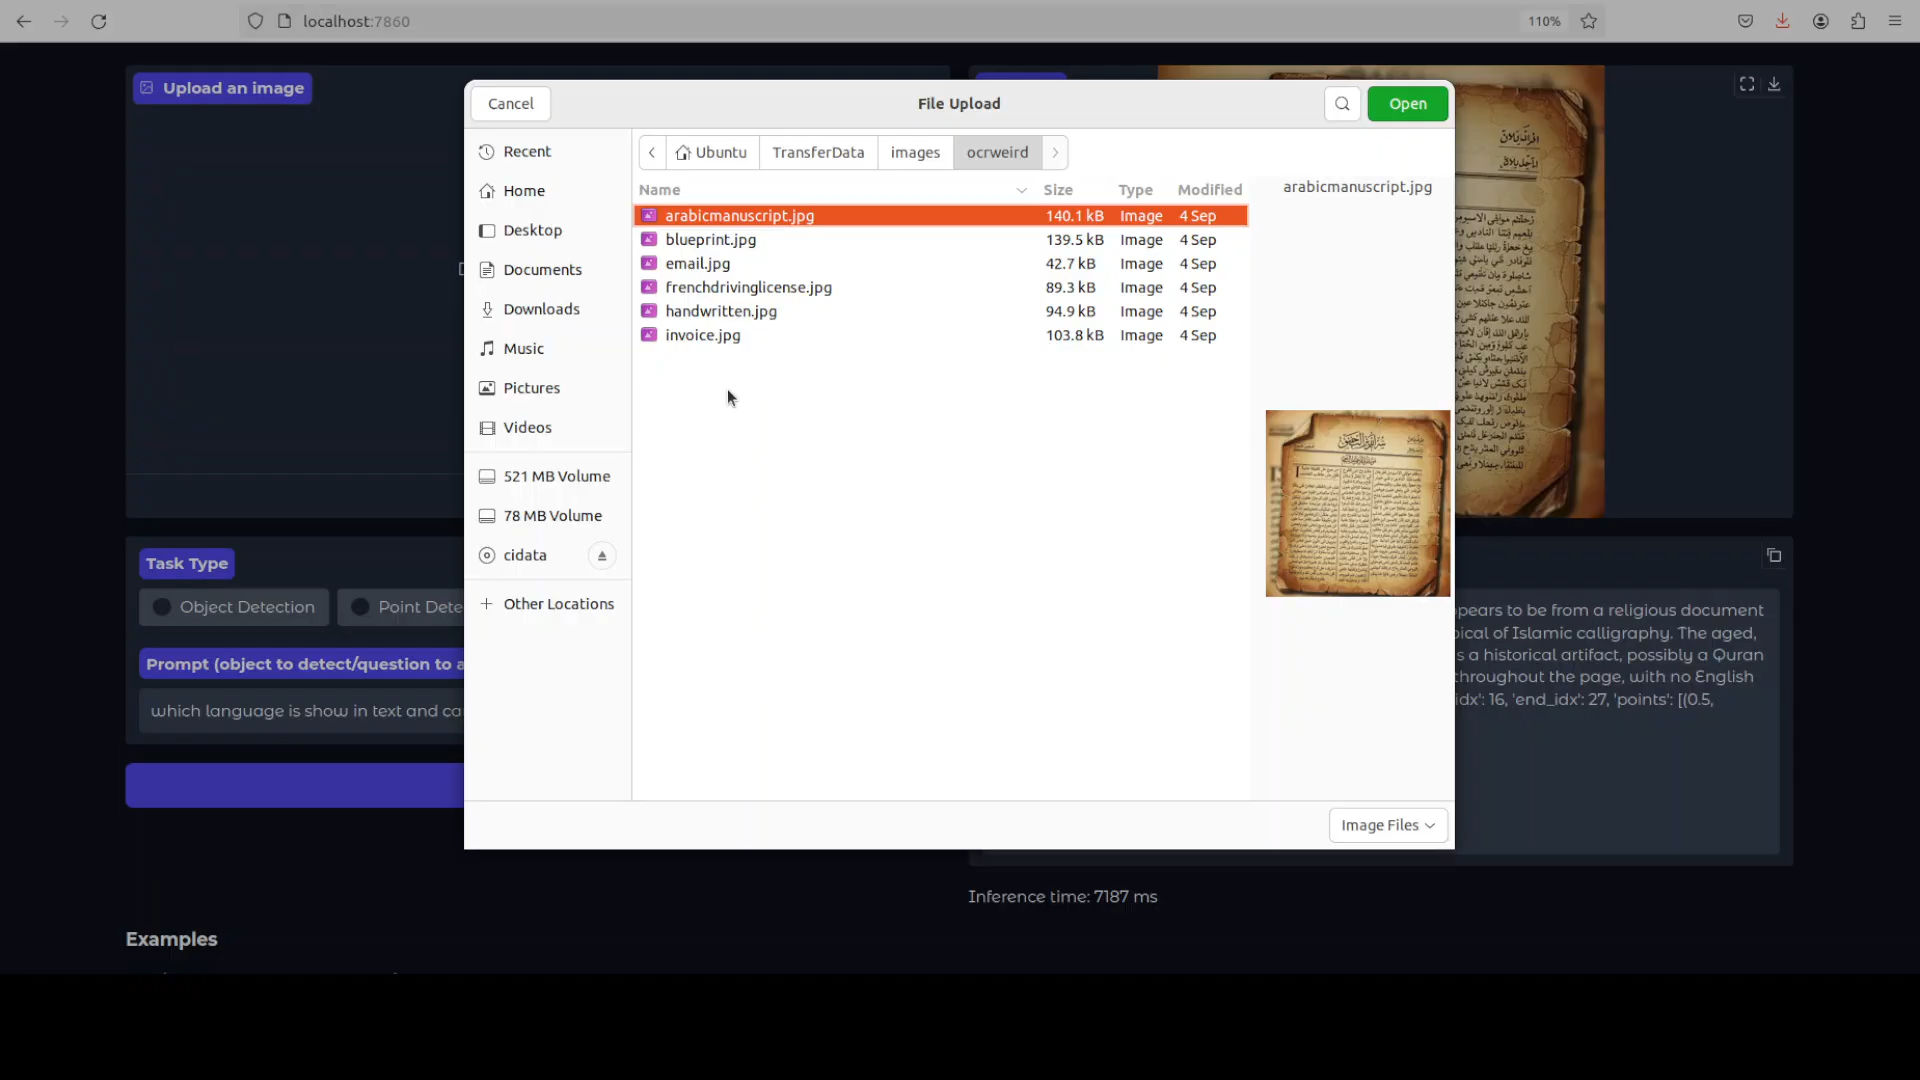 localhost:7860
110%
Upload an image
Cancel
File Upload
Open
Recent
Home
Desktop
Documents
Downloads
Music
Pictures
Videos
521 MB Volume
78 MB Volume
cidata
Other Locations
Ubuntu
TransferData
images
ocrweird
Name Size Type Modified
arabicmanuscript.jpg 140.1 kB Image 4 Sep
blueprint.jpg 139.5 kB Image 4 Sep
email.jpg 42.7 kB Image 4 Sep
frenchdrivinglicense.jpg 89.3 kB Image 4 Sep
handwritten.jpg 94.9 kB Image 4 Sep
invoice.jpg 103.8 kB Image 4 Sep
arabicmanuscript.jpg
Image Files
Task Type
Object Detection
Point Dete
Prompt (object to detect/question to a
which language is show in text and ca
ppears to be from a religious document
pical of Islamic calligraphy. The aged,
s a historical artifact, possibly a Quran
throughout the page, with no English
idx': 16, 'end_idx': 27, 'points': [(0.5,
Inference time: 7187 ms
Examples